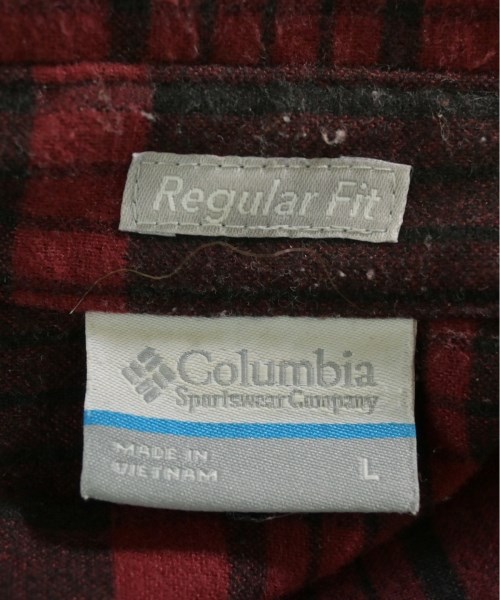 Regular Fit
Columbia
Sportswear Company
MADE IN
VIETNAM
L